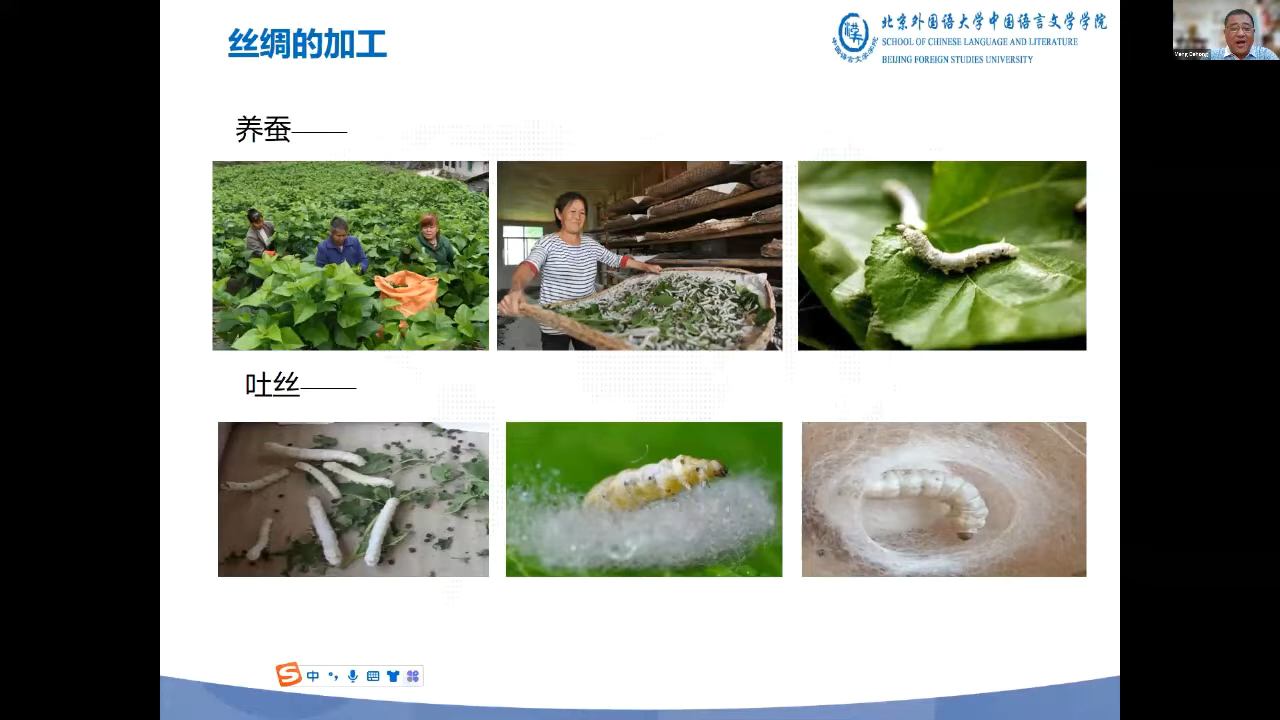 丝绸的加工
北京外国语大学中国语言文学学院
SCHOOL OF CHINESE LANGUAGE AND LITERATURE
BEIJING FOREIGN STUDIES UNIVERSITY
养蚕——
吐丝——
中